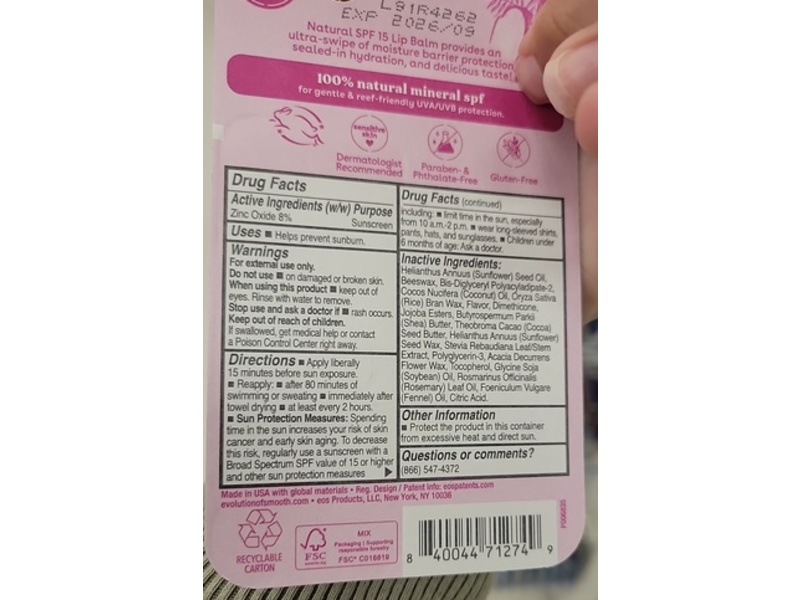 L91R4262
EXP 2026/09
Natural SPF 15 Lip Balm provides an
ultra-swipe of moisture barrier protection,
sealed-in hydration, and delicious taste!
100% natural mineral spf
for gentle & reef-friendly UVA/UVB protection.
sensitive
skin
Dermatologist
Recommended
Paraben- &
Phthalate-Free
Gluten-Free
Drug Facts
Active Ingredients (w/w) Purpose
Zinc Oxide 8% Sunscreen
Uses ■ Helps prevent sunburn.
Warnings
For external use only.
Do not use ■ on damaged or broken skin.
When using this product ■ keep out of
eyes. Rinse with water to remove.
Stop use and ask a doctor if ■ rash occurs.
Keep out of reach of children.
If swallowed, get medical help or contact
a Poison Control Center right away.
Directions ■ Apply liberally
15 minutes before sun exposure.
■ Reapply: ■ after 80 minutes of
swimming or sweating ■ immediately after
towel drying ■ at least every 2 hours.
■ Sun Protection Measures: Spending
time in the sun increases your risk of skin
cancer and early skin aging. To decrease
this risk, regularly use a sunscreen with a
Broad Spectrum SPF value of 15 or higher
and other sun protection measures
Drug Facts (continued)
including: ■ limit time in the sun, especially
from 10 a.m.-2 p.m. ■ wear long-sleeved shirts,
pants, hats, and sunglasses. ■ Children under
6 months of age: Ask a doctor.
Inactive Ingredients:
Helianthus Annuus (Sunflower) Seed Oil,
Beeswax, Bis-Diglyceryl Polyacyladipate-2,
Cocos Nucifera (Coconut) Oil, Oryza Sativa
(Rice) Bran Wax, Flavor, Dimethicone,
Jojoba Esters, Butyrospermum Parkii
(Shea) Butter, Theobroma Cacao (Cocoa)
Seed Butter, Helianthus Annuus (Sunflower)
Seed Wax, Stevia Rebaudiana Leaf/Stem
Extract, Polyglycerin-3, Acacia Decurrens
Flower Wax, Tocopherol, Glycine Soja
(Soybean) Oil, Rosmarinus Officinalis
(Rosemary) Leaf Oil, Foeniculum Vulgare
(Fennel) Oil, Citric Acid.
Other Information
■ Protect the product in this container
from excessive heat and direct sun.
Questions or comments?
(866) 547-4372
Made in USA with global materials • Reg. Design / Patent info: eospatents.com
evolutionofsmooth.com • eos Products, LLC, New York, NY 10036
RECYCLABLE
CARTON
FSC
MIX
Packaging | Supporting
responsible forestry
FSC® C018819
8 40044 71274 9